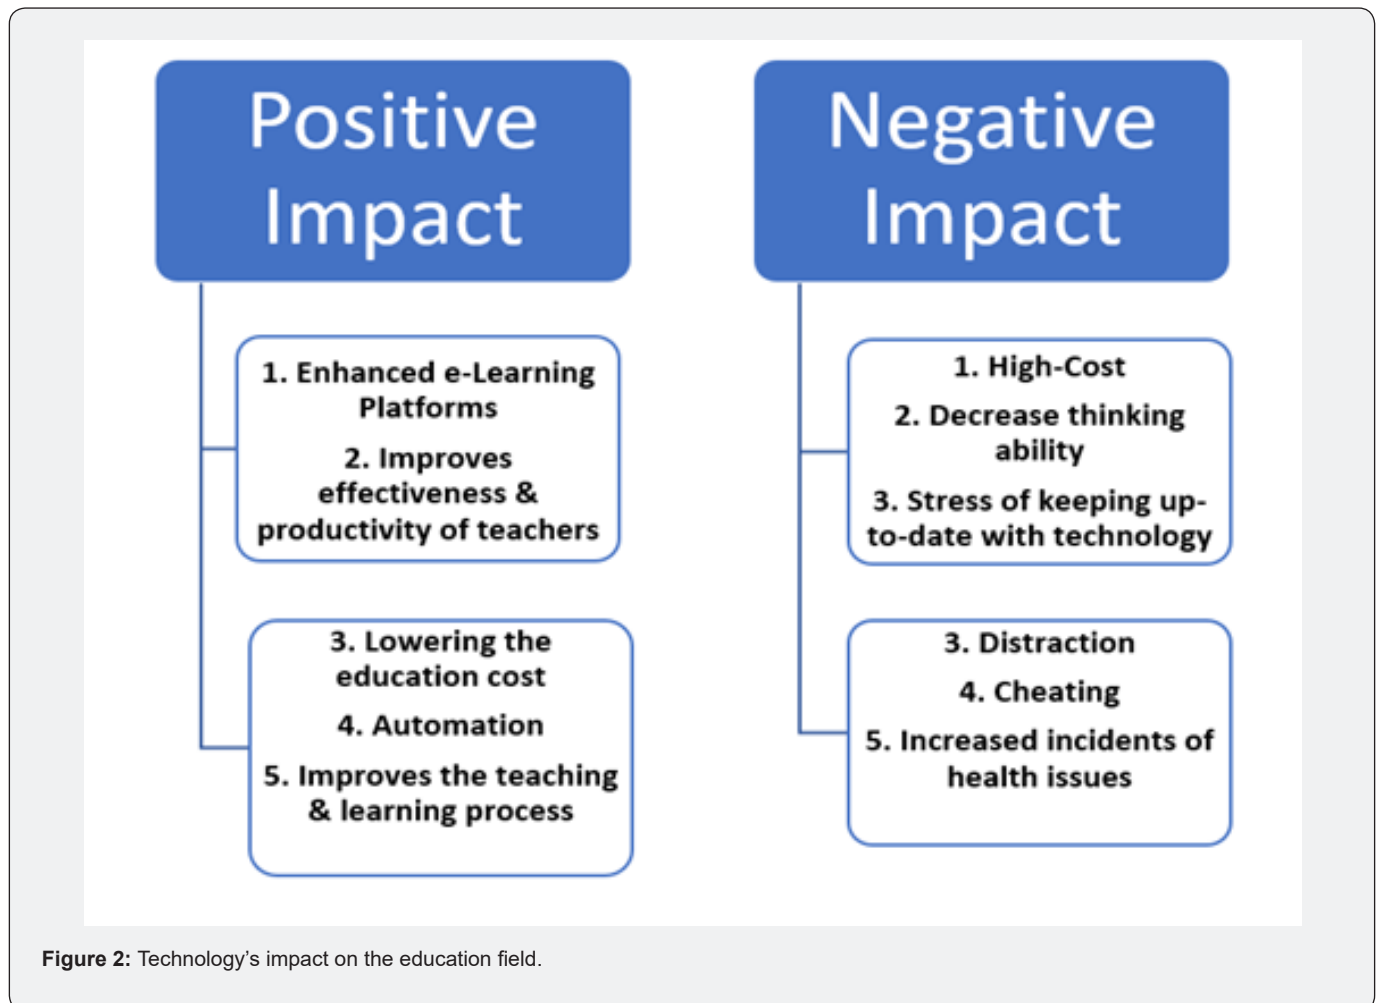 Positive
Impact
1. Enhanced e-Learning
Platforms
2. Improves
effectiveness &
productivity of teachers
3. Lowering the
education cost
4. Automation
5. Improves the teaching
& learning process
Negative
Impact
1. High-Cost
2. Decrease thinking
ability
3. Stress of keeping up-
to-date with technology
3. Distraction
4. Cheating
5. Increased incidents of
health issues
Figure 2: Technology’s impact on the education field.